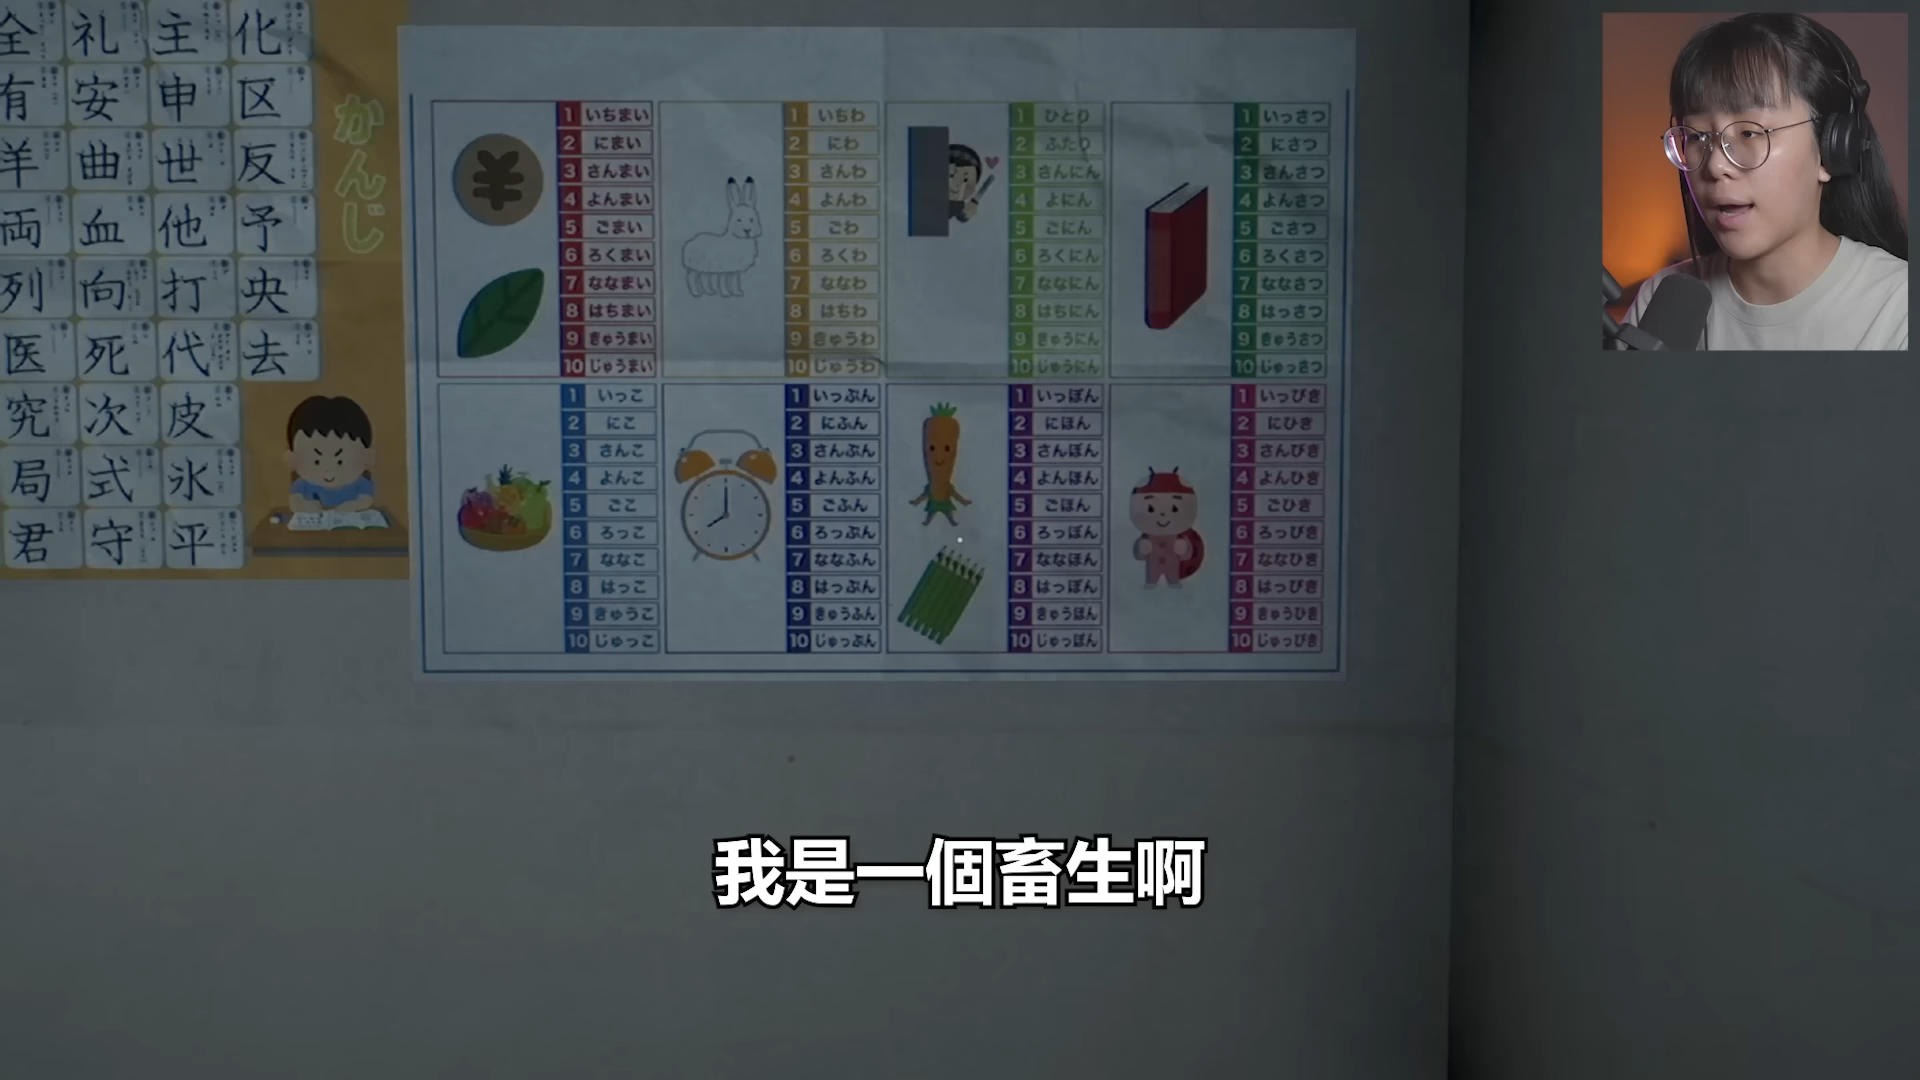 全 礼 主 化
有 安 申 区
羊 曲 世 反
両 血 他 予
列 向 打 央
医 死 代 去
究 次 皮
局 式 氷
君 守 平
かんじ
1 いちまい
2 にまい
3 さんまい
4 よんまい
5 ごまい
6 ろくまい
7 ななまい
8 はちまい
9 きゅうまい
10 じゅうまい
1 いちわ
2 にわ
3 さんわ
4 よんわ
5 ごわ
6 ろくわ
7 ななわ
8 はちわ
9 きゅうわ
10 じゅうわ
1 ひとり
2 ふたり
3 さんにん
4 よにん
5 ごにん
6 ろくにん
7 ななにん
8 はちにん
9 きゅうにん
10 じゅうにん
1 いっさつ
2 にさつ
3 さんさつ
4 よんさつ
5 ごさつ
6 ろくさつ
7 ななさつ
8 はっさつ
9 きゅうさつ
10 じゅっさつ
1 いっこ
2 にこ
3 さんこ
4 よんこ
5 ごこ
6 ろっこ
7 ななこ
8 はっこ
9 きゅうこ
10 じゅっこ
1 いっぷん
2 にふん
3 さんぷん
4 よんふん
5 ごふん
6 ろっぷん
7 ななふん
8 はっぷん
9 きゅうふん
10 じゅっぷん
1 いっぽん
2 にほん
3 さんぼん
4 よんほん
5 ごほん
6 ろっぽん
7 ななほん
8 はっぽん
9 きゅうほん
10 じゅっぽん
1 いっぴき
2 にひき
3 さんびき
4 よんひき
5 ごひき
6 ろっぴき
7 ななひき
8 はっぴき
9 きゅうひき
10 じゅっぴき
我是一個畜生啊